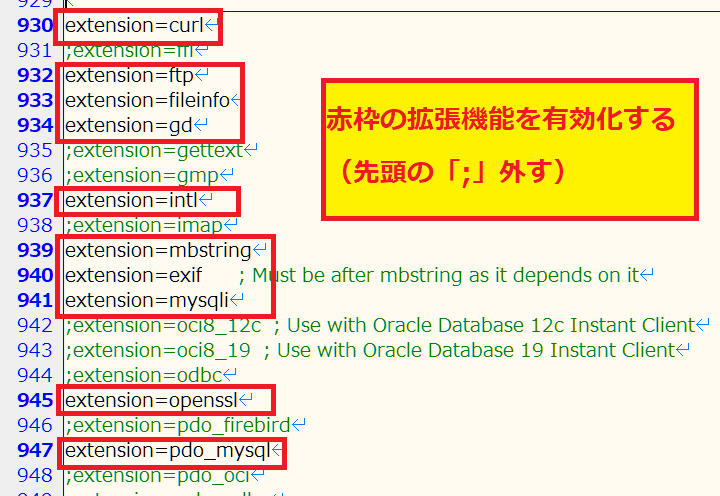 929
930 extension=curl
931 ;extension=ffi
932 extension=ftp
933 extension=fileinfo
934 extension=gd
935 ;extension=gettext
936 ;extension=gmp
937 extension=intl
938 ;extension=imap
939 extension=mbstring
940 extension=exif ; Must be after mbstring as it depends on it
941 extension=mysqli
942 ;extension=oci8_12c ; Use with Oracle Database 12c Instant Client
943 ;extension=oci8_19 ; Use with Oracle Database 19 Instant Client
944 ;extension=odbc
945 extension=openssl
946 ;extension=pdo_firebird
947 extension=pdo_mysql
948 ;extension=pdo_oci
赤枠の拡張機能を有効化する
（先頭の「;」外す）